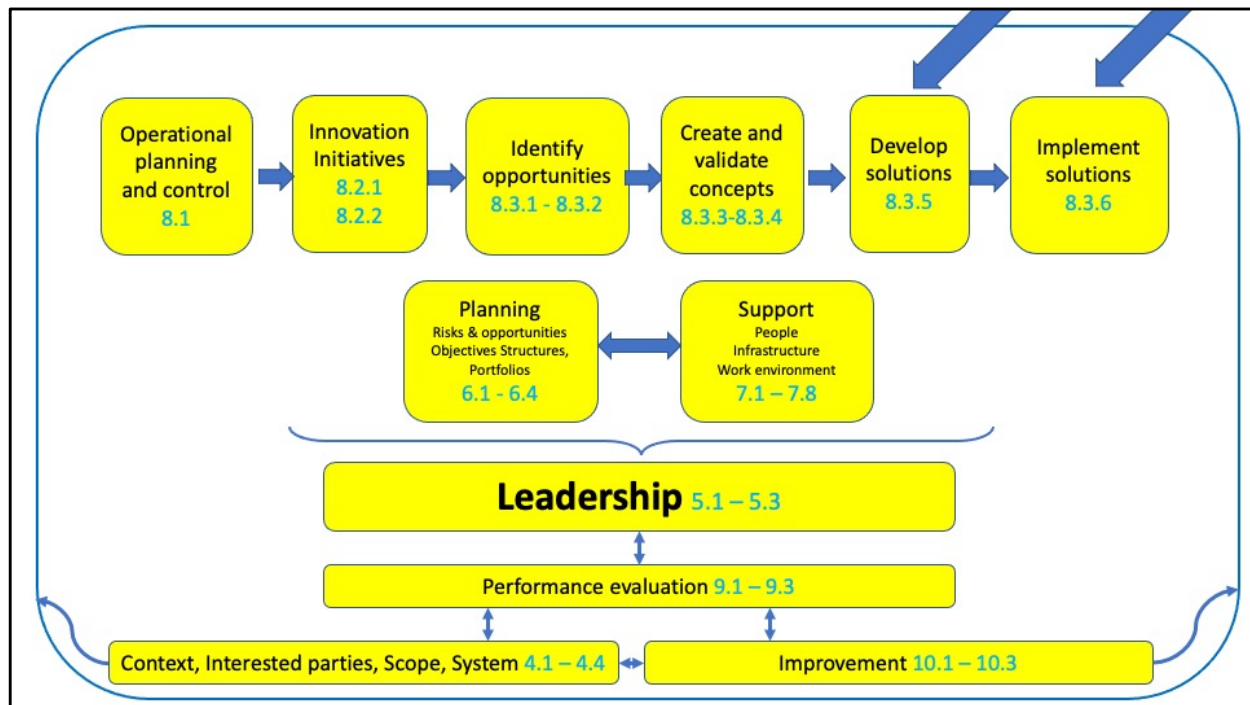 Operational
planning
and control
8.1
Innovation
Initiatives
8.2.1
8.2.2
Identify
opportunities
8.3.1 - 8.3.2
Create and
validate
concepts
8.3.3-8.3.4
Develop
solutions
8.3.5
Implement
solutions
8.3.6
Planning
Risks & opportunities
Objectives Structures,
Portfolios
6.1 - 6.4
Support
People
Infrastructure
Work environment
7.1 – 7.8
Leadership 5.1 – 5.3
Performance evaluation 9.1 – 9.3
Context, Interested parties, Scope, System 4.1 – 4.4
Improvement 10.1 – 10.3